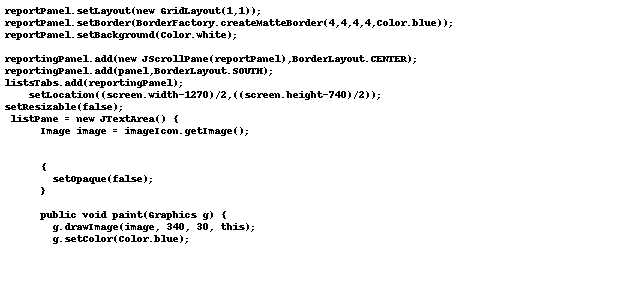 reportPanel.setLayout(new GridLayout(1,1));
reportPanel.setBorder(BorderFactory.createMatteBorder(4,4,4,4,Color.blue));
reportPanel.setBackground(Color.white);

reportingPanel.add(new JScrollPane(reportPanel),BorderLayout.CENTER);
reportingPanel.add(panel,BorderLayout.SOUTH);
listsTabs.add(reportingPanel);
    setLocation((screen.width-1270)/2,((screen.height-740)/2));
setResizable(false);
 listPane = new JTextArea() {
      Image image = imageIcon.getImage();

      {
        setOpaque(false);
      }

      public void paint(Graphics g) {
        g.drawImage(image, 340, 30, this);
        g.setColor(Color.blue);